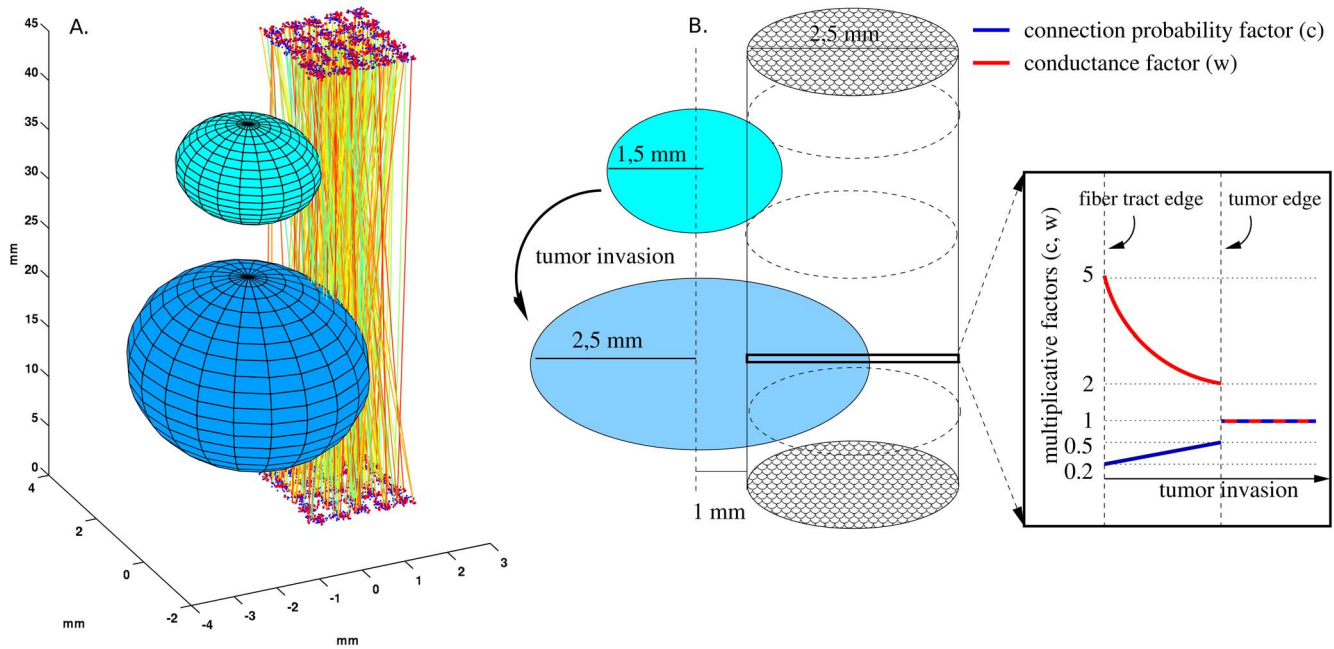 A.
45
40
35
30
25
20
15
10
5
0
mm
4
2
0
-2
mm
-4
-3
-2
-1
0
1
2
3
mm
B.
2,5 mm
1,5 mm
tumor invasion
2,5 mm
1 mm
connection probability factor (c)
conductance factor (w)
fiber tract edge
tumor edge
multiplicative factors (c, w)
5
2
1
0.5
0.2
tumor invasion